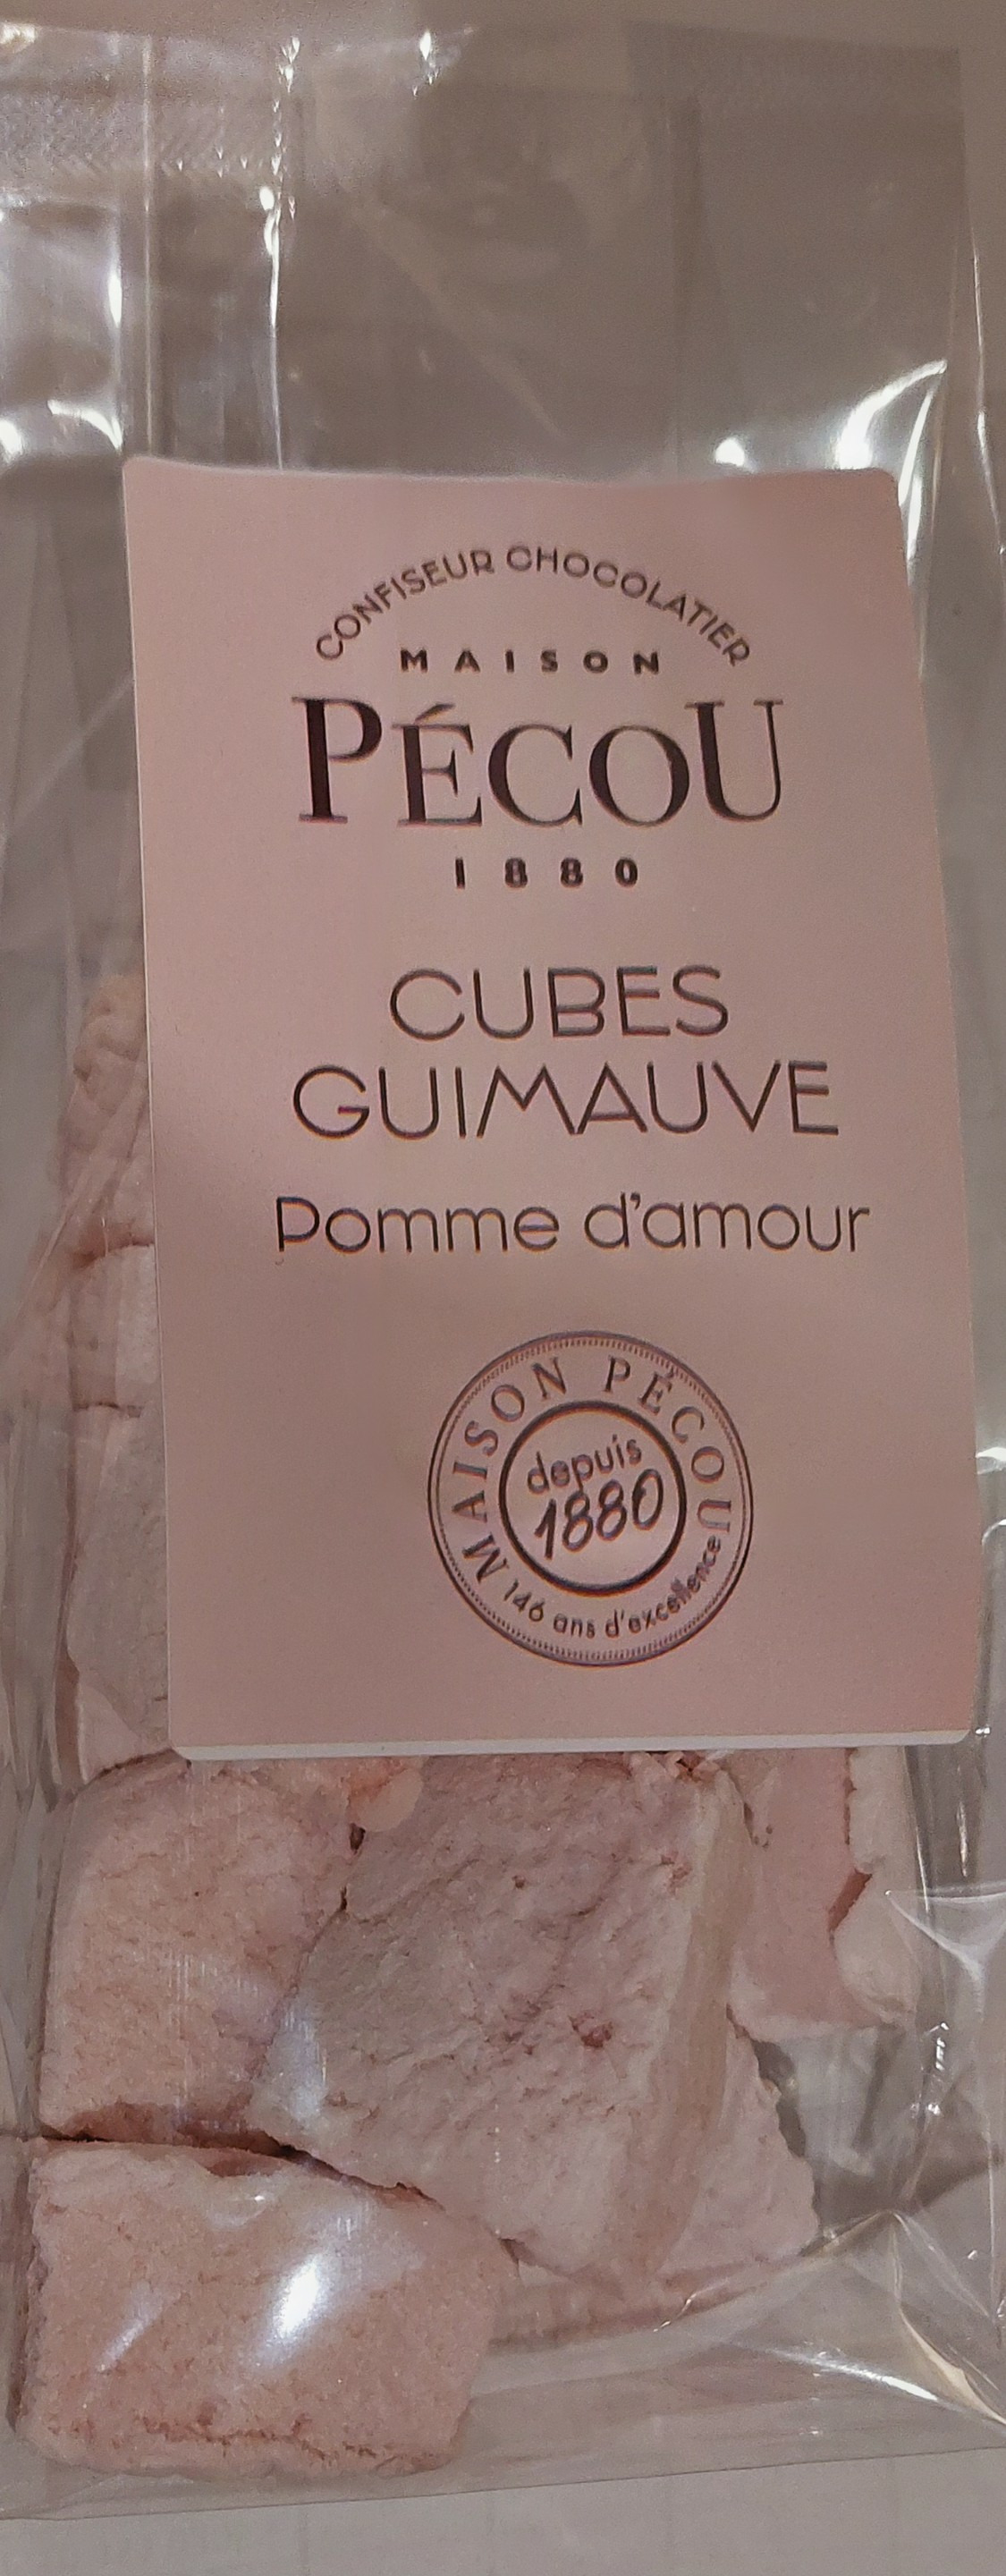 CONFISEUR CHOCOLATIER
MAISON
PÉCOU
1880
CUBES
GUIMAUVE
Pomme d'amour
MAISON PÉCOU
depuis
1880
146 ans d'excellence